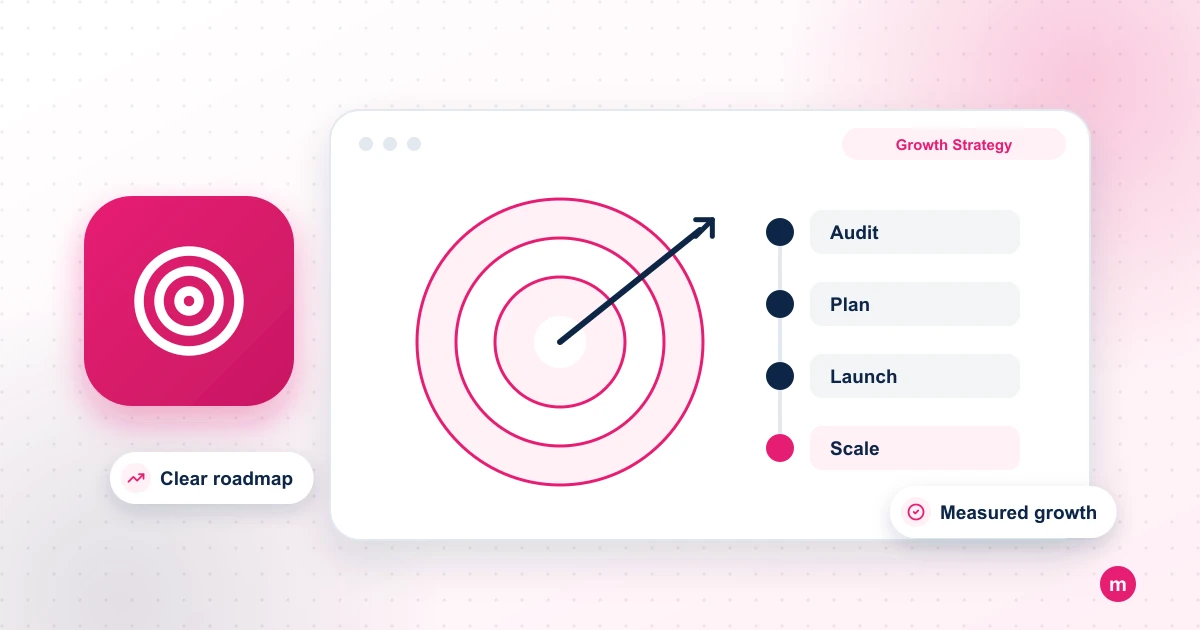 Growth Strategy
Audit
Plan
Launch
Scale
Clear roadmap
Measured growth
m